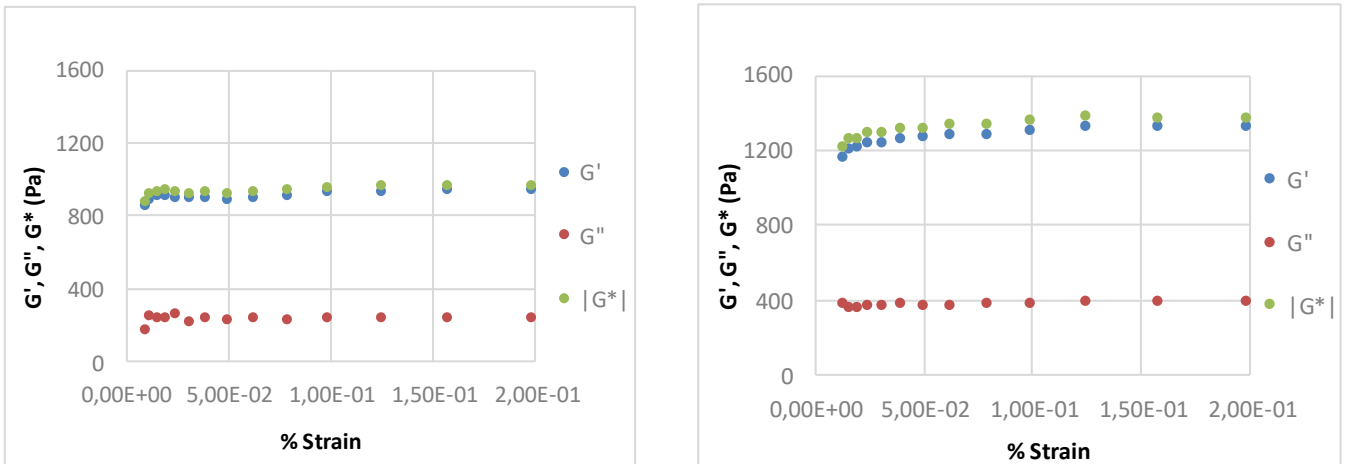 1600
1200
800
400
0
G', G", G* (Pa)
0,00E+00 5,00E-02 1,00E-01 1,50E-01 2,00E-01
% Strain
G'
G"
|G*|
1600
1200
800
400
0
G', G", G* (Pa)
0,00E+00 5,00E-02 1,00E-01 1,50E-01 2,00E-01
% Strain
G'
G"
|G*|